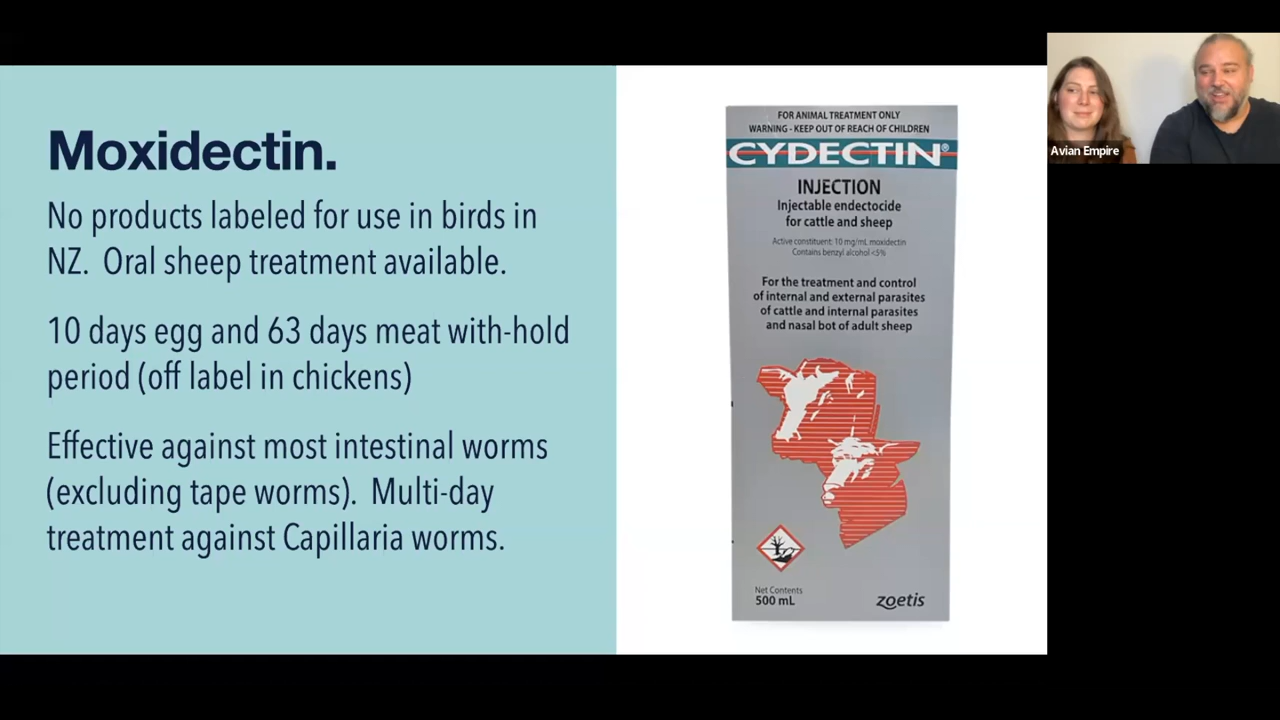 Moxidectin.
No products labeled for use in birds in
NZ. Oral sheep treatment available.
10 days egg and 63 days meat with-hold
period (off label in chickens)
Effective against most intestinal worms
(excluding tape worms). Multi-day
treatment against Capillaria worms.
FOR ANIMAL TREATMENT ONLY
WARNING - KEEP OUT OF REACH OF CHILDREN
CYDECTIN®
INJECTION
Injectable endectocide
for cattle and sheep
Active constituent: 10 mg/mL moxidectin
Contains benzyl alcohol <5%
For the treatment and control
of internal and external parasites
of cattle and internal parasites
and nasal bot of adult sheep
Net Contents
500 mL
zoetis
Avian Empire